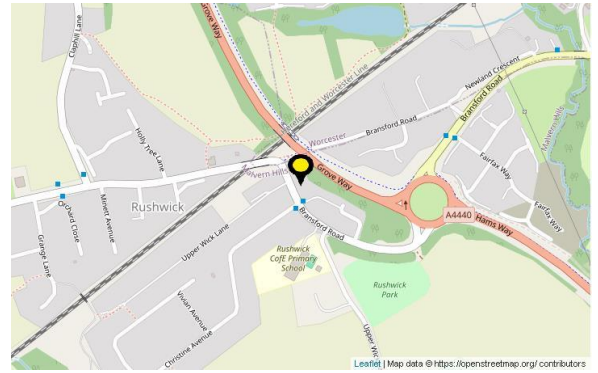 Claphill Lane
Grove Way
Hereford and Worcester Line
Newland Crescent
Bransford Road
Bransford Road
Malvern Hills
Worcester
Malvern Hills
Holly Tree Lane
Grove Way
Fairfax Way
Rushwick
Minett Avenue
Orchard Close
Grange Lane
Upper Wick Lane
Bransford Road
A4440
Hams Way
Fairfax Way
Rushwick
CofE Primary
School
Rushwick
Park
Vivian Avenue
Christine Avenue
Upper Wick
Leaflet | Map data © https://openstreetmap.org/ contributors